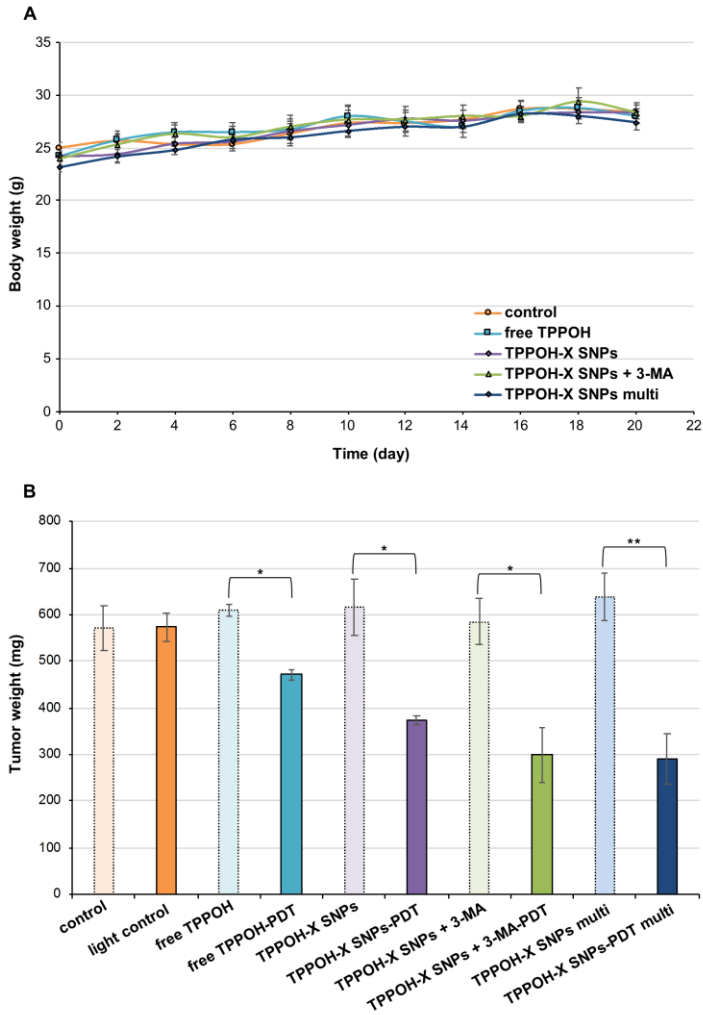 A
35
30
25
20
15
10
5
0
Body weight (g)
control
free TPPOH
TPPOH-X SNPs
TPPOH-X SNPs + 3-MA
TPPOH-X SNPs multi
0 2 4 6 8 10 12 14 16 18 20 22
Time (day)
B
800
700
600
500
400
300
200
100
0
Tumor weight (mg)
* * * **
control
light control
free TPPOH
free TPPOH-PDT
TPPOH-X SNPs
TPPOH-X SNPs-PDT
TPPOH-X SNPs + 3-MA
TPPOH-X SNPs + 3-MA-PDT
TPPOH-X SNPs multi
TPPOH-X SNPs-PDT multi